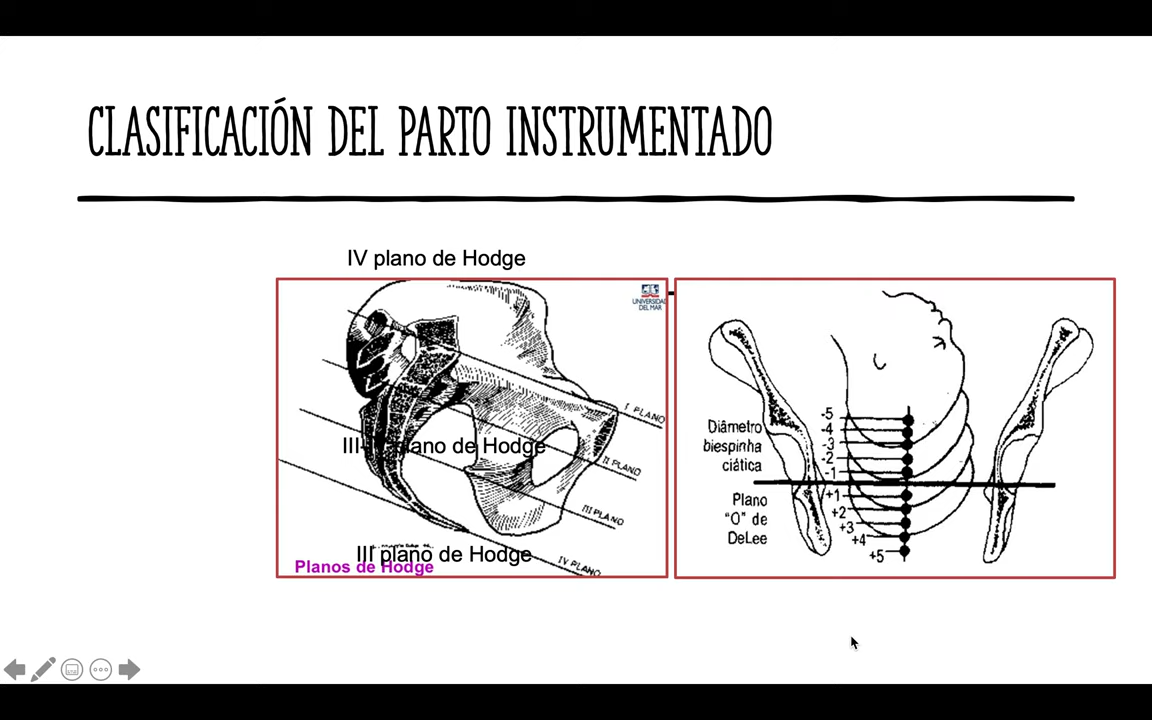 CLASIFICACIÓN DEL PARTO INSTRUMENTADO
IV plano de Hodge
UNIVERSIDAD
DEL MAR
I PLANO
II PLANO
III PLANO
IV PLANO
plano de Hodge
III plano de Hodge
Planos de Hodge
-5
-4
-3
-2
-1
+1
+2
+3
+4
+5
Diâmetro
biespinha
ciática
Plano
"O" de
DeLee